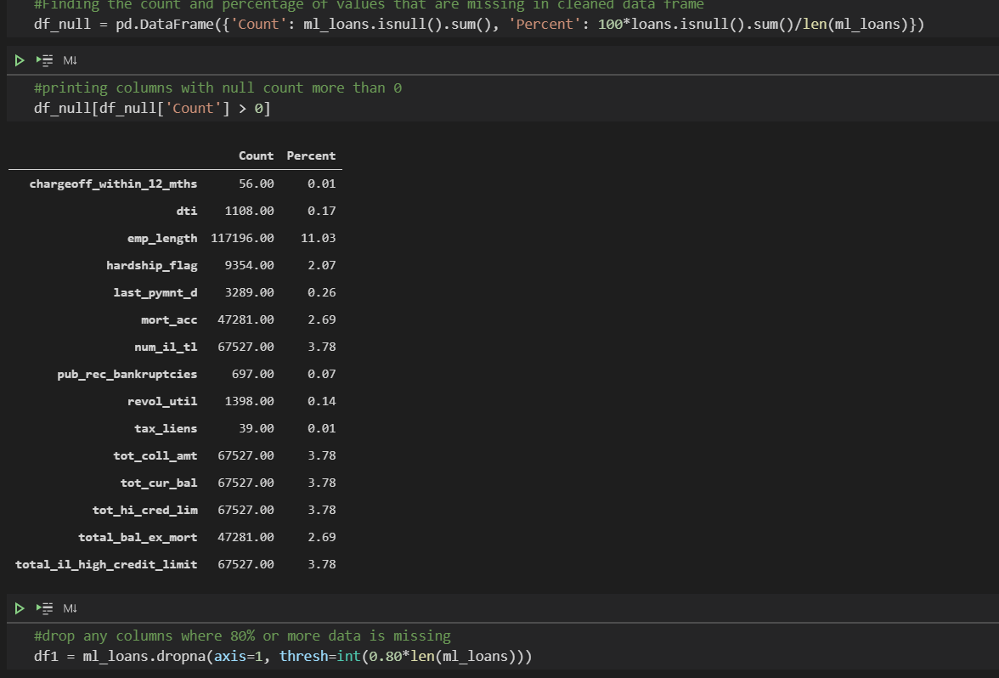 #Finding the count and percentage of values that are missing in cleaned data frame
df_null = pd.DataFrame({'Count': ml_loans.isnull().sum(), 'Percent': 100*loans.isnull().sum()/len(ml_loans)})
M↓
#printing columns with null count more than 0
df_null[df_null['Count'] > 0]
Count Percent
chargeoff_within_12_mths 56.00 0.01
dti 1108.00 0.17
emp_length 117196.00 11.03
hardship_flag 9354.00 2.07
last_pymnt_d 3289.00 0.26
mort_acc 47281.00 2.69
num_il_tl 67527.00 3.78
pub_rec_bankruptcies 697.00 0.07
revol_util 1398.00 0.14
tax_liens 39.00 0.01
tot_coll_amt 67527.00 3.78
tot_cur_bal 67527.00 3.78
tot_hi_cred_lim 67527.00 3.78
total_bal_ex_mort 47281.00 2.69
total_il_high_credit_limit 67527.00 3.78
M↓
#drop any columns where 80% or more data is missing
df1 = ml_loans.dropna(axis=1, thresh=int(0.80*len(ml_loans)))